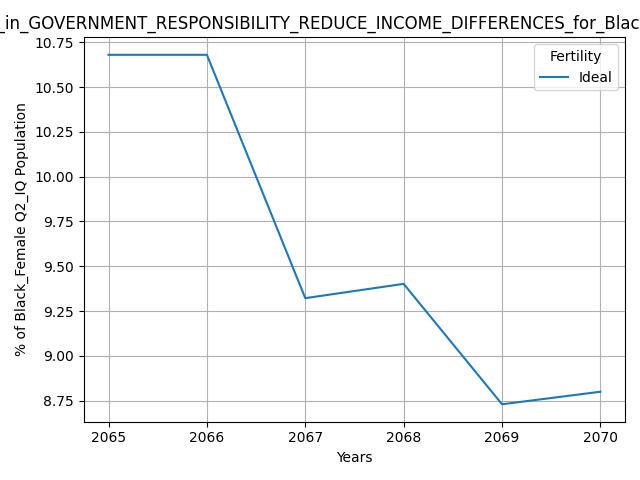 _in_GOVERNMENT_RESPONSIBILITY_REDUCE_INCOME_DIFFERENCES_for_Blac
10.75
10.50
10.25
10.00
9.75
9.50
9.25
9.00
8.75
% of Black_Female Q2_IQ Population
Fertility
Ideal
2065 2066 2067 2068 2069 2070
Years